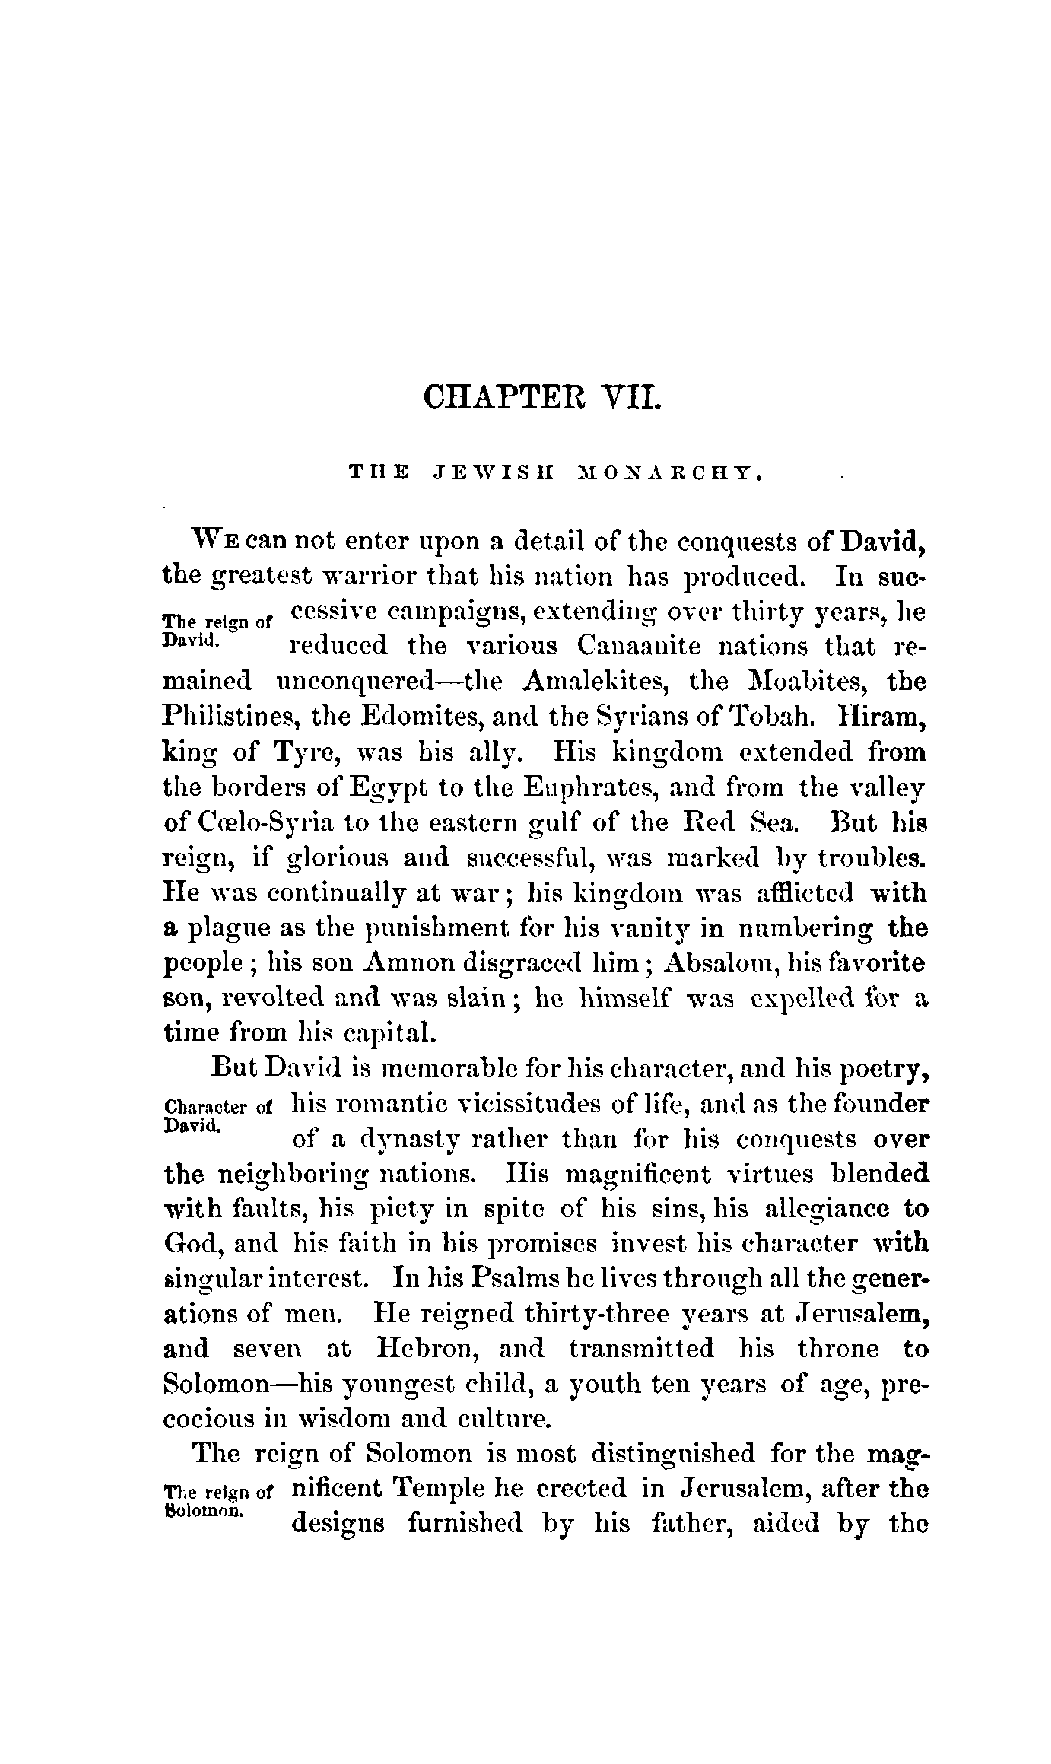 CHAPTER VII.
THE JEWISH MONARCHY.
WE can not enter upon a detail of the conquests of David,
the greatest warrior that his nation has produced. In suc-
The reign of David.
cessive campaigns, extending over thirty years, he
reduced the various Canaanite nations that re-
mained unconquered—the Amalekites, the Moabites, the
Philistines, the Edomites, and the Syrians of Tobah. Hiram,
king of Tyre, was his ally. His kingdom extended from
the borders of Egypt to the Euphrates, and from the valley
of Cœlo-Syria to the eastern gulf of the Red Sea. But his
reign, if glorious and successful, was marked by troubles.
He was continually at war; his kingdom was afflicted with
a plague as the punishment for his vanity in numbering the
people; his son Amnon disgraced him; Absalom, his favorite
son, revolted and was slain; he himself was expelled for a
time from his capital.
But David is memorable for his character, and his poetry,
Character of David.
his romantic vicissitudes of life, and as the founder
of a dynasty rather than for his conquests over
the neighboring nations. His magnificent virtues blended
with faults, his piety in spite of his sins, his allegiance to
God, and his faith in his promises invest his character with
singular interest. In his Psalms he lives through all the gener-
ations of men. He reigned thirty-three years at Jerusalem,
and seven at Hebron, and transmitted his throne to
Solomon—his youngest child, a youth ten years of age, pre-
cocious in wisdom and culture.
The reign of Solomon is most distinguished for the mag-
The reign of Solomon.
nificent Temple he erected in Jerusalem, after the
designs furnished by his father, aided by the